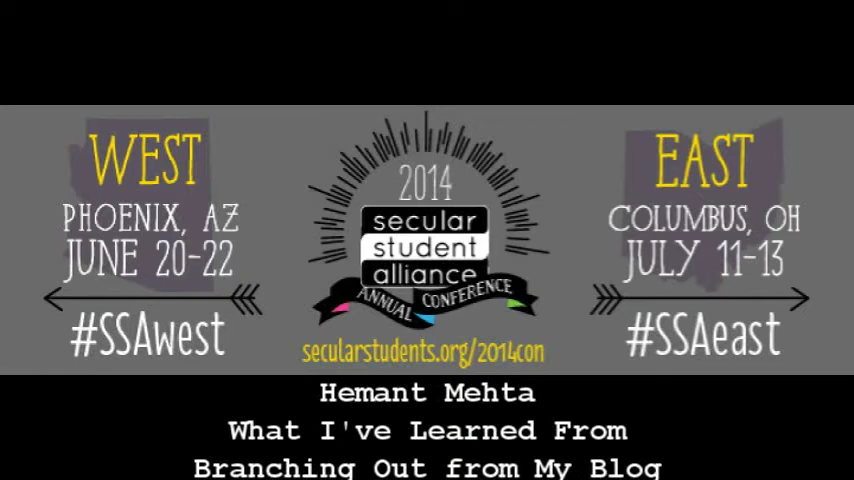 WEST
PHOENIX, AZ
JUNE 20-22
#SSAwest
2014
secular
student
alliance
ANNUAL CONFERENCE
secularstudents.org/2014con
EAST
COLUMBUS, OH
JULY 11-13
#SSAeast
Hemant Mehta
What I've Learned From
Branching Out from My Blog